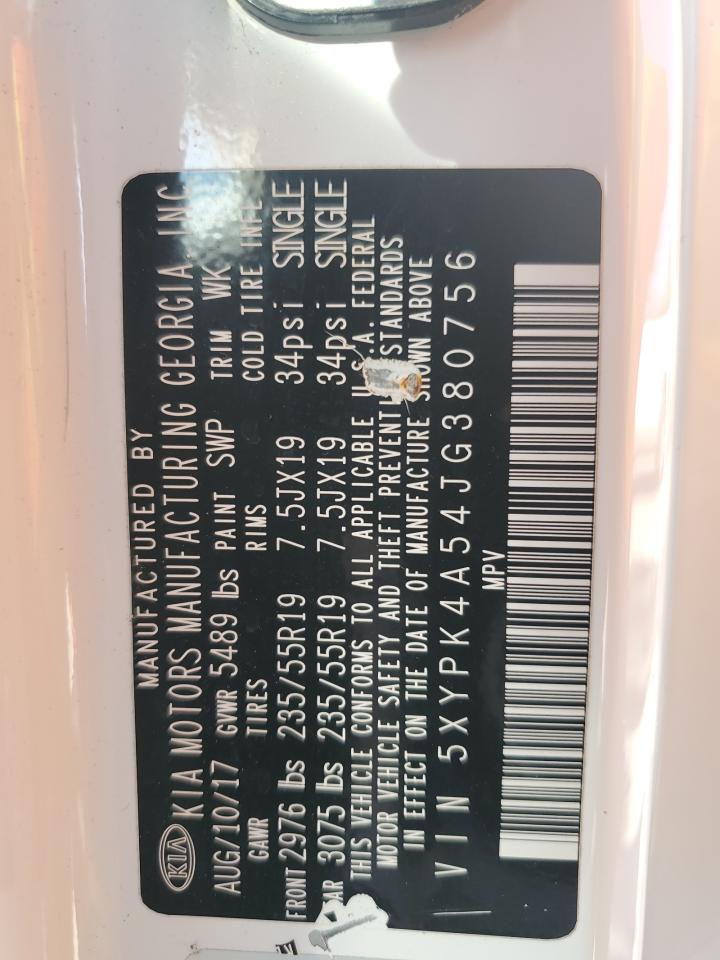 MANUFACTURED BY
KIA KIA MOTORS MANUFACTURING GEORGIA, INC
AUG/10/17 GVWR 5489 lbs PAINT SWP TRIM WK
GAWR TIRES RIMS COLD TIRE INFL
FRONT 2976 lbs 235/55R19 7.5JX19 34psi SINGLE
3075 lbs 235/55R19 7.5JX19 34psi SINGLE
THIS VEHICLE CONFORMS TO ALL APPLICABLE FEDERAL
MOTOR VEHICLE SAFETY AND THEFT PREVENTI STANDARDS
IN EFFECT ON THE DATE OF MANUFACTURE ABOVE
VIN 5XYPK4A54JG380756
MPV